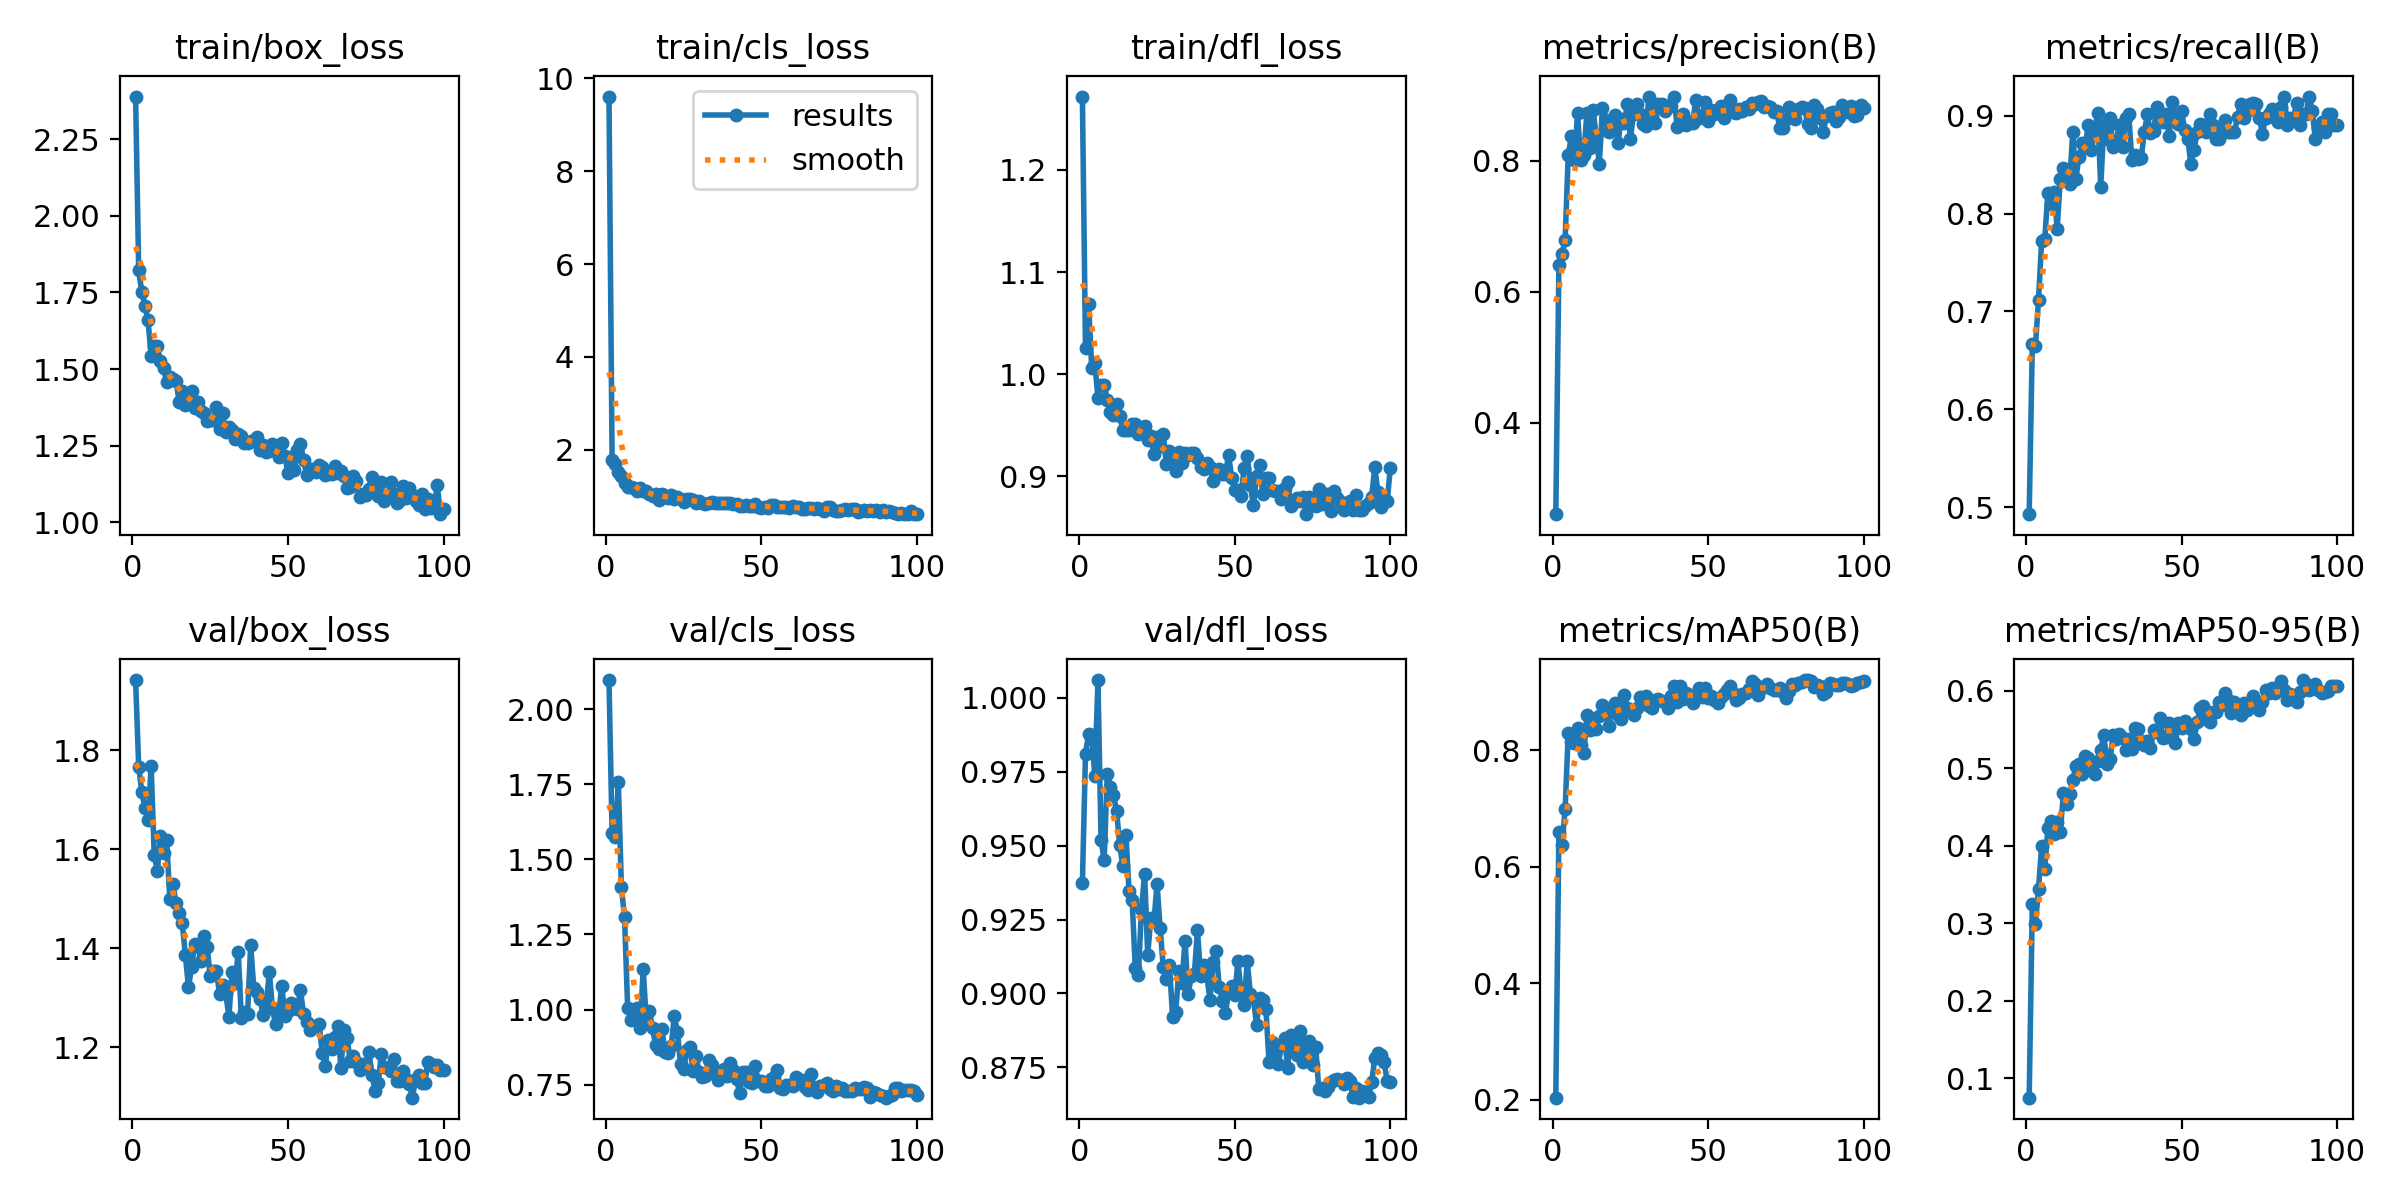 train/box_loss
2.25
2.00
1.75
1.50
1.25
1.00
0 50 100
train/cls_loss
10
8
6
4
2
results
smooth
0 50 100
train/dfl_loss
1.2
1.1
1.0
0.9
0 50 100
metrics/precision(B)
0.8
0.6
0.4
0 50 100
metrics/recall(B)
0.9
0.8
0.7
0.6
0.5
0 50 100
val/box_loss
1.8
1.6
1.4
1.2
0 50 100
val/cls_loss
2.00
1.75
1.50
1.25
1.00
0.75
0 50 100
val/dfl_loss
1.000
0.975
0.950
0.925
0.900
0.875
0 50 100
metrics/mAP50(B)
0.8
0.6
0.4
0.2
0 50 100
metrics/mAP50-95(B)
0.6
0.5
0.4
0.3
0.2
0.1
0 50 100